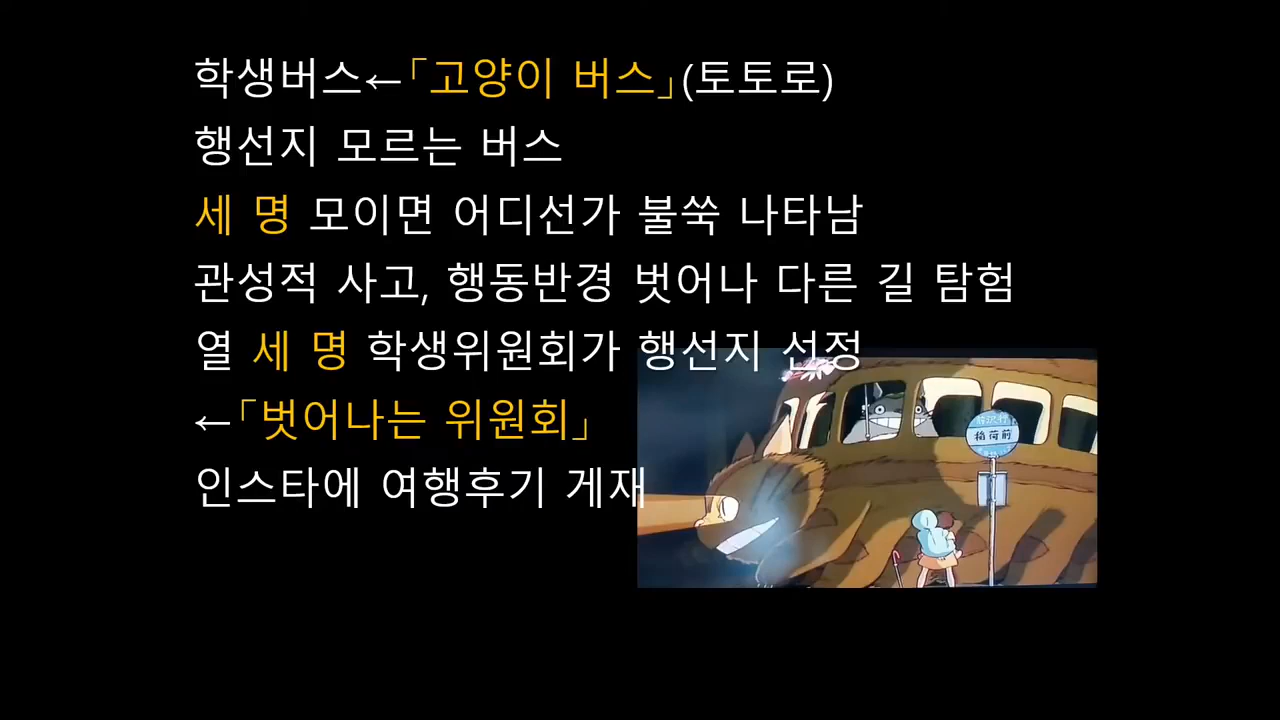 학생버스←「고양이 버스」(토토로)
행선지 모르는 버스
세 명 모이면 어디선가 불쑥 나타남
관성적 사고, 행동반경 벗어나 다른 길 탐험
열 세 명 학생위원회가 행선지 선정
←「벗어나는 위원회」
인스타에 여행후기 게재
稲荷前